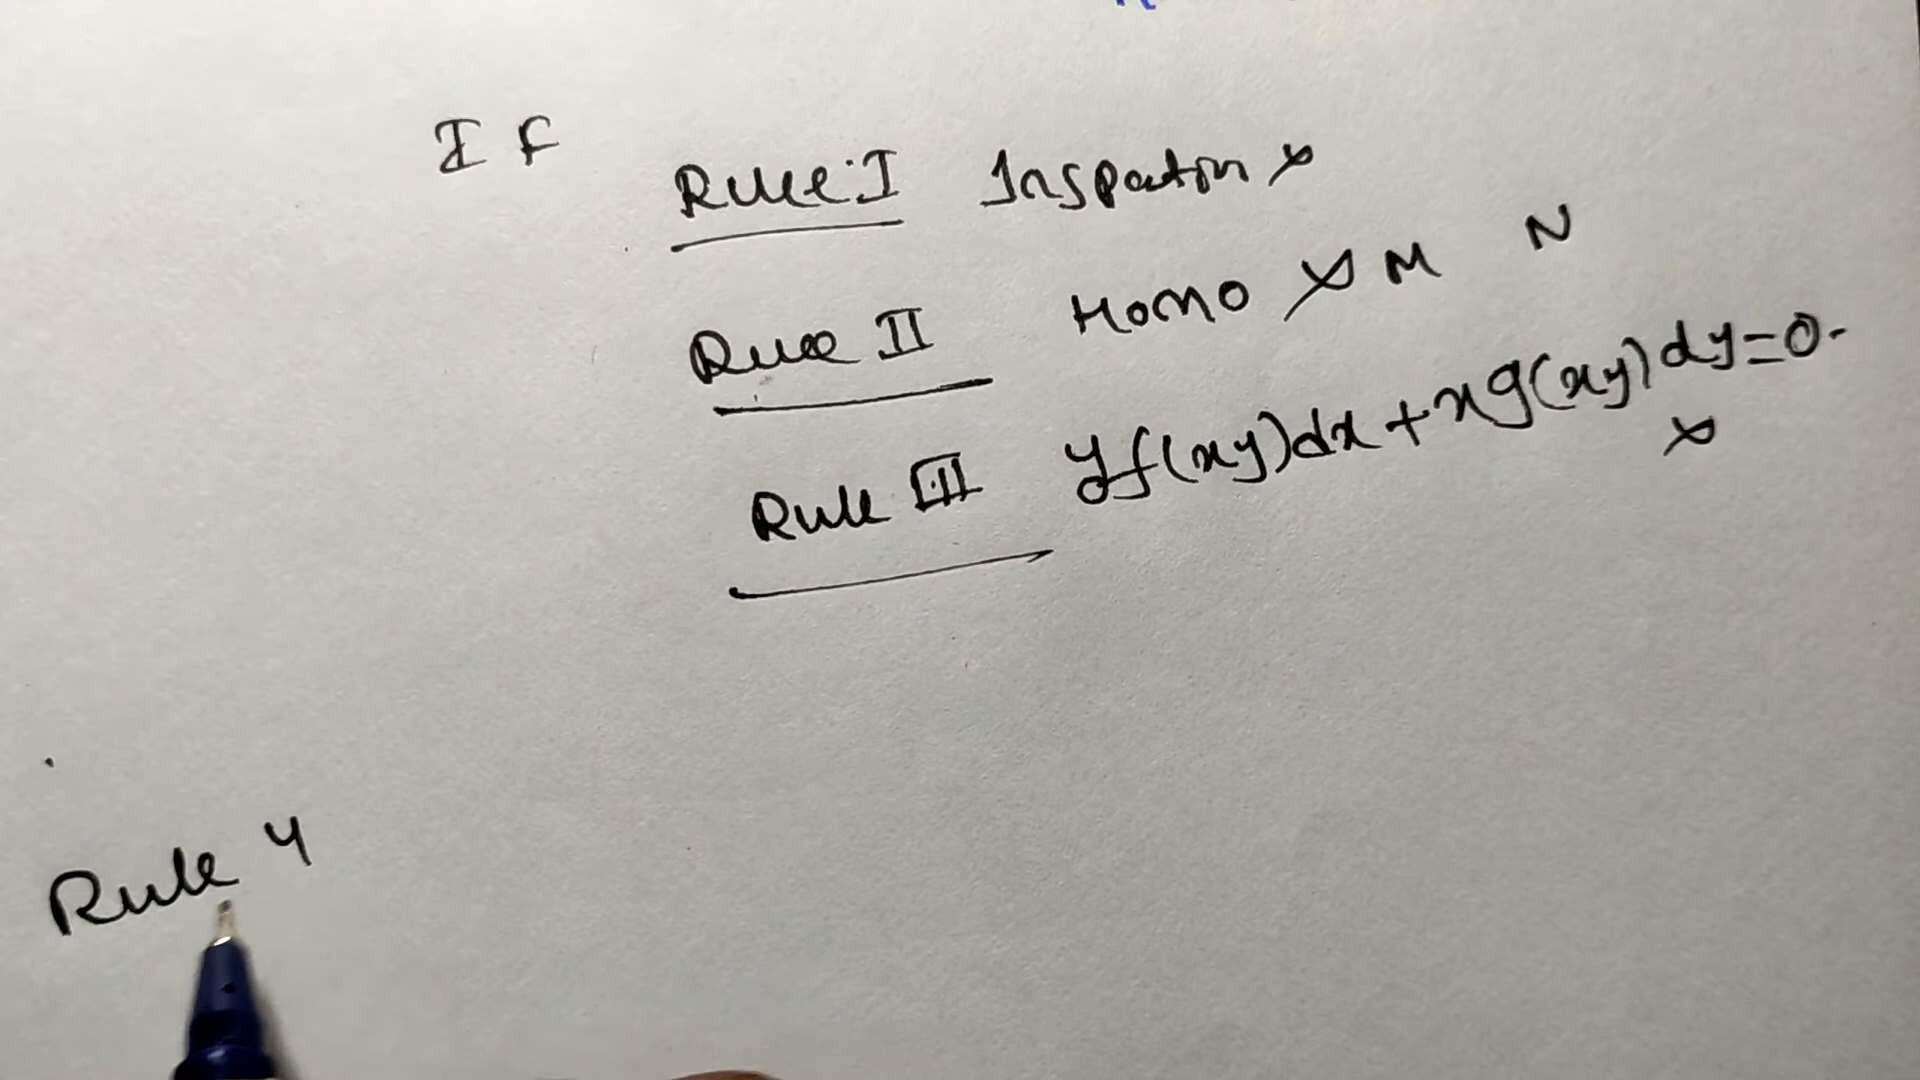 I F
Rule: I Inspection ×
Rule II Homo × M N
Rule III yf(xy)dx + xg(xy)dy = 0.
×
Rule 4